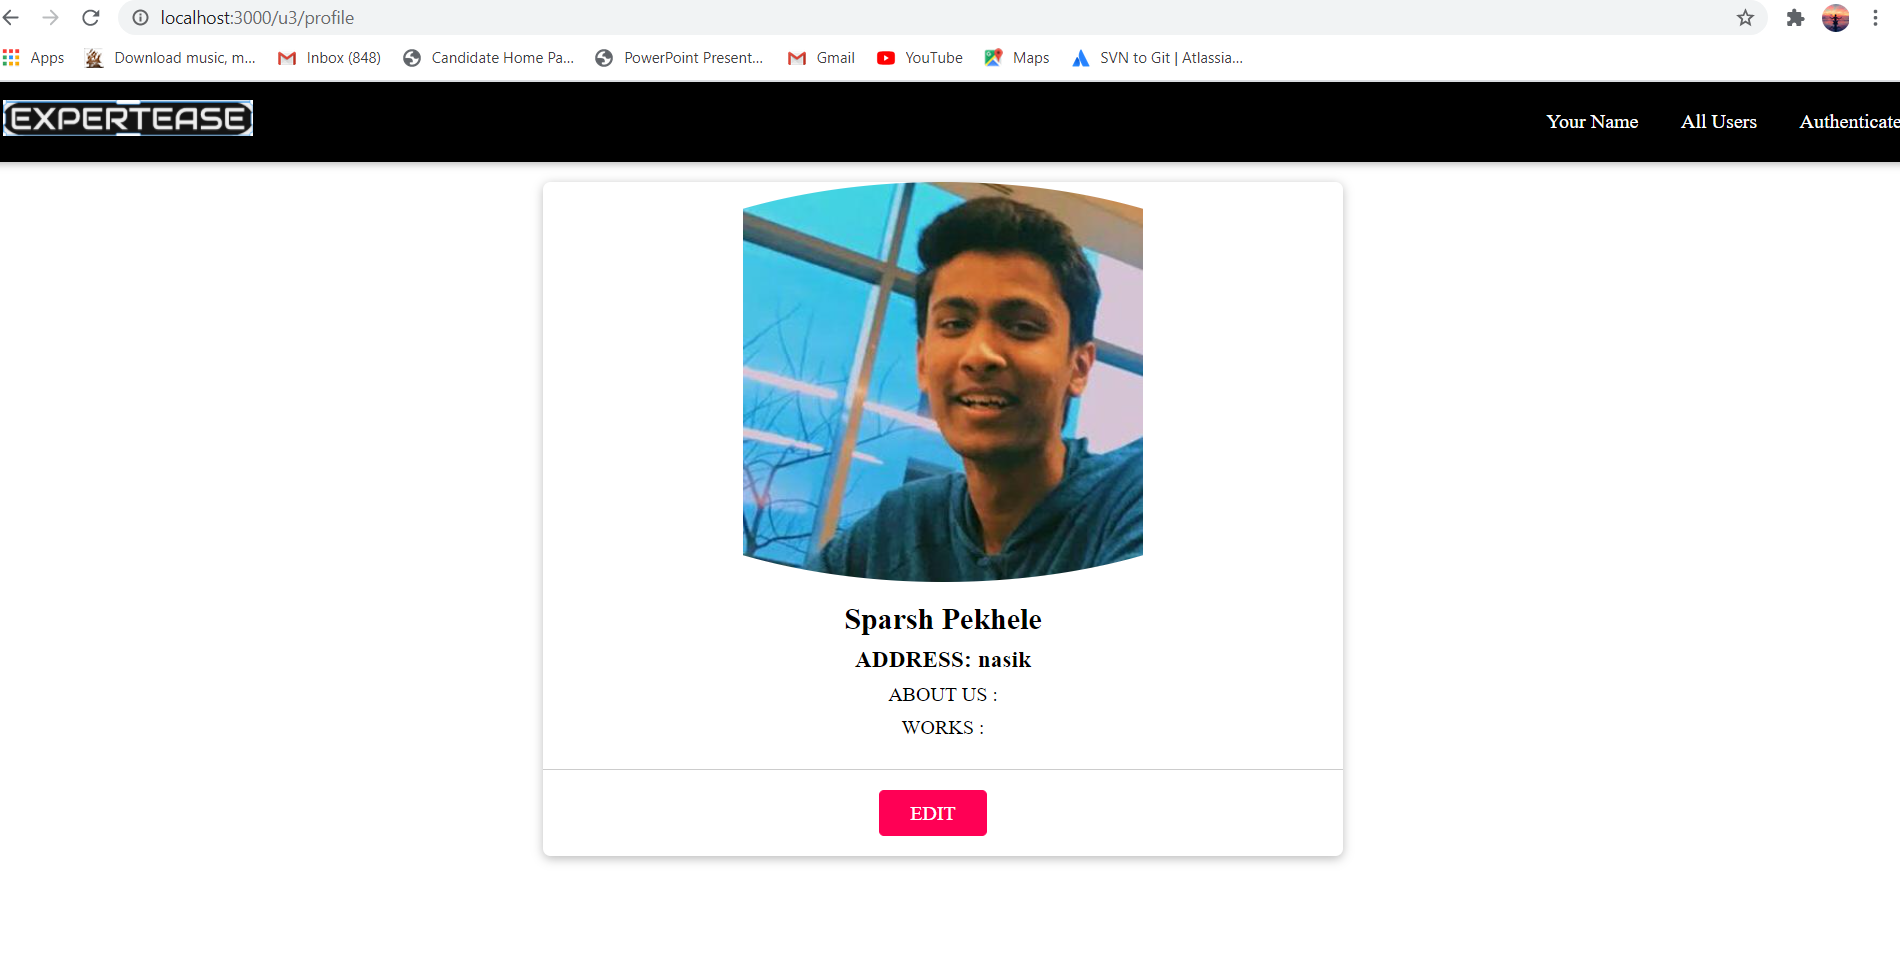 localhost:3000/u3/profile
Apps Download music, m... Inbox (848) Candidate Home Pa... PowerPoint Present... Gmail YouTube Maps SVN to Git | Atlassia...
EXPERTEASE Your Name All Users Authenticate
Sparsh Pekhele
ADDRESS: nasik
ABOUT US :
WORKS :
EDIT